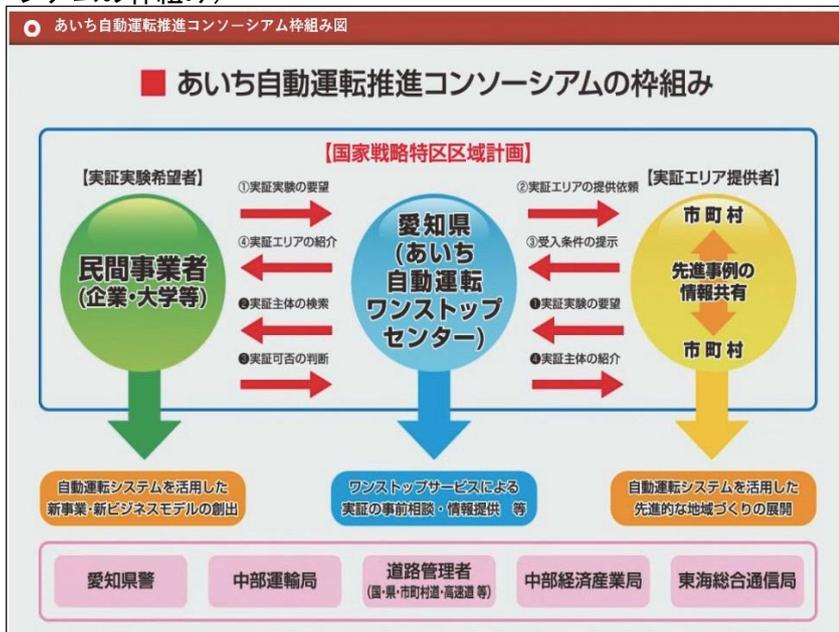 あいち自動運転推進コンソーシアム枠組み図
■ あいち自動運転推進コンソーシアムの枠組み
【国家戦略特区区域計画】
【実証実験希望者】
民間事業者
(企業・大学等)
①実証実験の要望
④実証エリアの紹介
❷実証主体の検索
❸実証可否の判断
愛知県
(あいち
自動運転
ワンストップ
センター)
②実証エリアの提供依頼
③受入条件の提示
❶実証実験の要望
❹実証主体の紹介
【実証エリア提供者】
市町村
先進事例の
情報共有
市町村
自動運転システムを活用した
新事業・新ビジネスモデルの創出
ワンストップサービスによる
実証の事前相談・情報提供 等
自動運転システムを活用した
先進的な地域づくりの展開
愛知県警
中部運輸局
道路管理者
(国・県・市町村道・高速道 等)
中部経済産業局
東海総合通信局